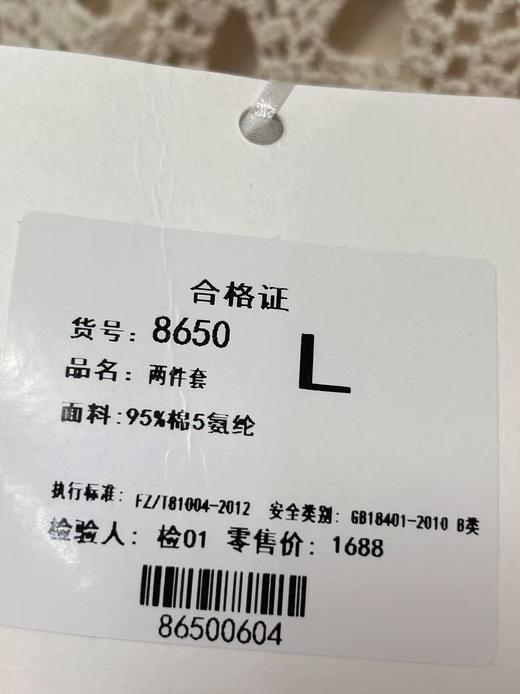 合格证
货号: 8650
L
品名: 两件套
面料:95%棉5氨纶
执行标准: FZ/T81004-2012 安全类别: GB18401-2010 B类
检验人: 检01 零售价: 1688
86500604